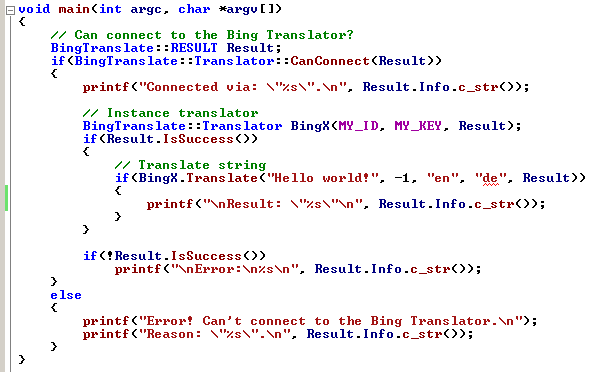 void main(int argc, char *argv[])
{
    // Can connect to the Bing Translator?
    BingTranslate::RESULT Result;
    if(BingTranslate::Translator::CanConnect(Result))
    {
        printf("Connected via: \"%s\".\n", Result.Info.c_str());

        // Instance translator
        BingTranslate::Translator BingX(MY_ID, MY_KEY, Result);
        if(Result.IsSuccess())
        {
            // Translate string
            if(BingX.Translate("Hello world!", -1, "en", "de", Result))
            {
                printf("\nResult: \"%s\"\n", Result.Info.c_str());
            }
        }

        if(!Result.IsSuccess())
            printf("\nError:\n%s\n", Result.Info.c_str());
    }
    else
    {
        printf("Error! Can't connect to the Bing Translator.\n");
        printf("Reason: \"%s\".\n", Result.Info.c_str());
    }
}